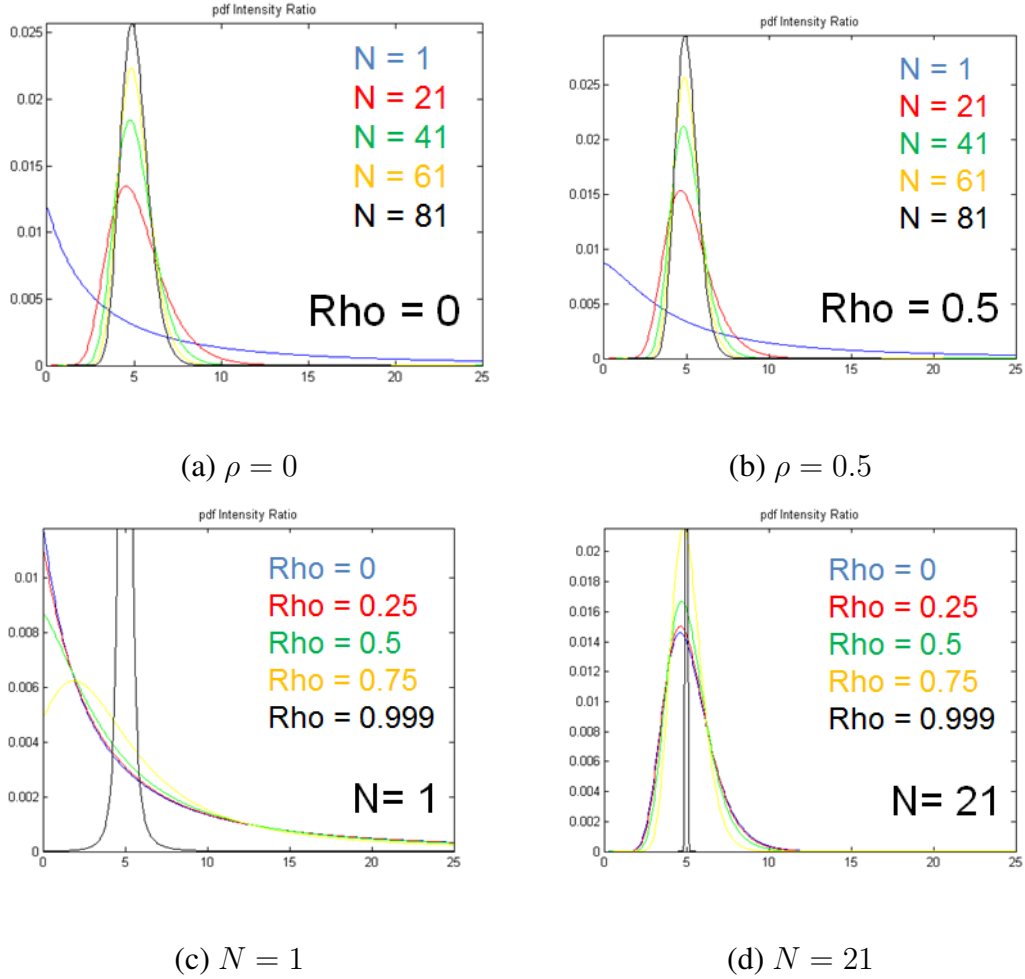 pdf Intensity Ratio
0.025
0.02
0.015
0.01
0.005
0
0 5 10 15 20 25
N = 1
N = 21
N = 41
N = 61
N = 81
Rho = 0
(a) ρ = 0
pdf Intensity Ratio
0.025
0.02
0.015
0.01
0.005
0
0 5 10 15 20 25
N = 1
N = 21
N = 41
N = 61
N = 81
Rho = 0.5
(b) ρ = 0.5
pdf Intensity Ratio
0.01
0.008
0.006
0.004
0.002
0
0 5 10 15 20 25
Rho = 0
Rho = 0.25
Rho = 0.5
Rho = 0.75
Rho = 0.999
N= 1
(c) N = 1
pdf Intensity Ratio
0.02
0.018
0.016
0.014
0.012
0.01
0.008
0.006
0.004
0.002
0
0 5 10 15 20 25
Rho = 0
Rho = 0.25
Rho = 0.5
Rho = 0.75
Rho = 0.999
N= 21
(d) N = 21